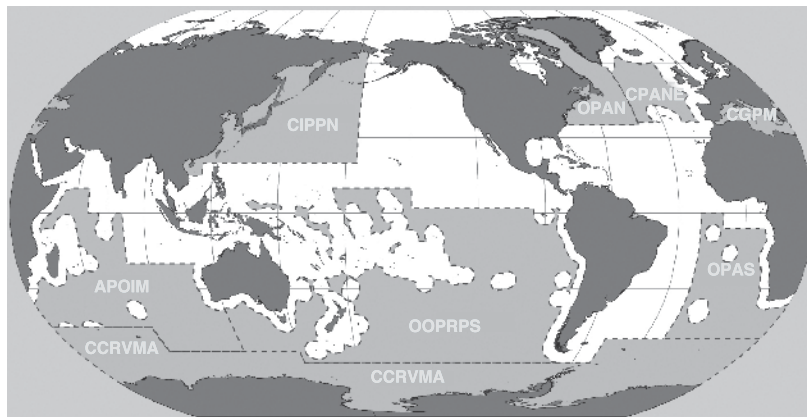 CIPPN
OPAN
CPANE
CGPM
APOIM
OOPRPS
OPAS
CCRVMA
CCRVMA